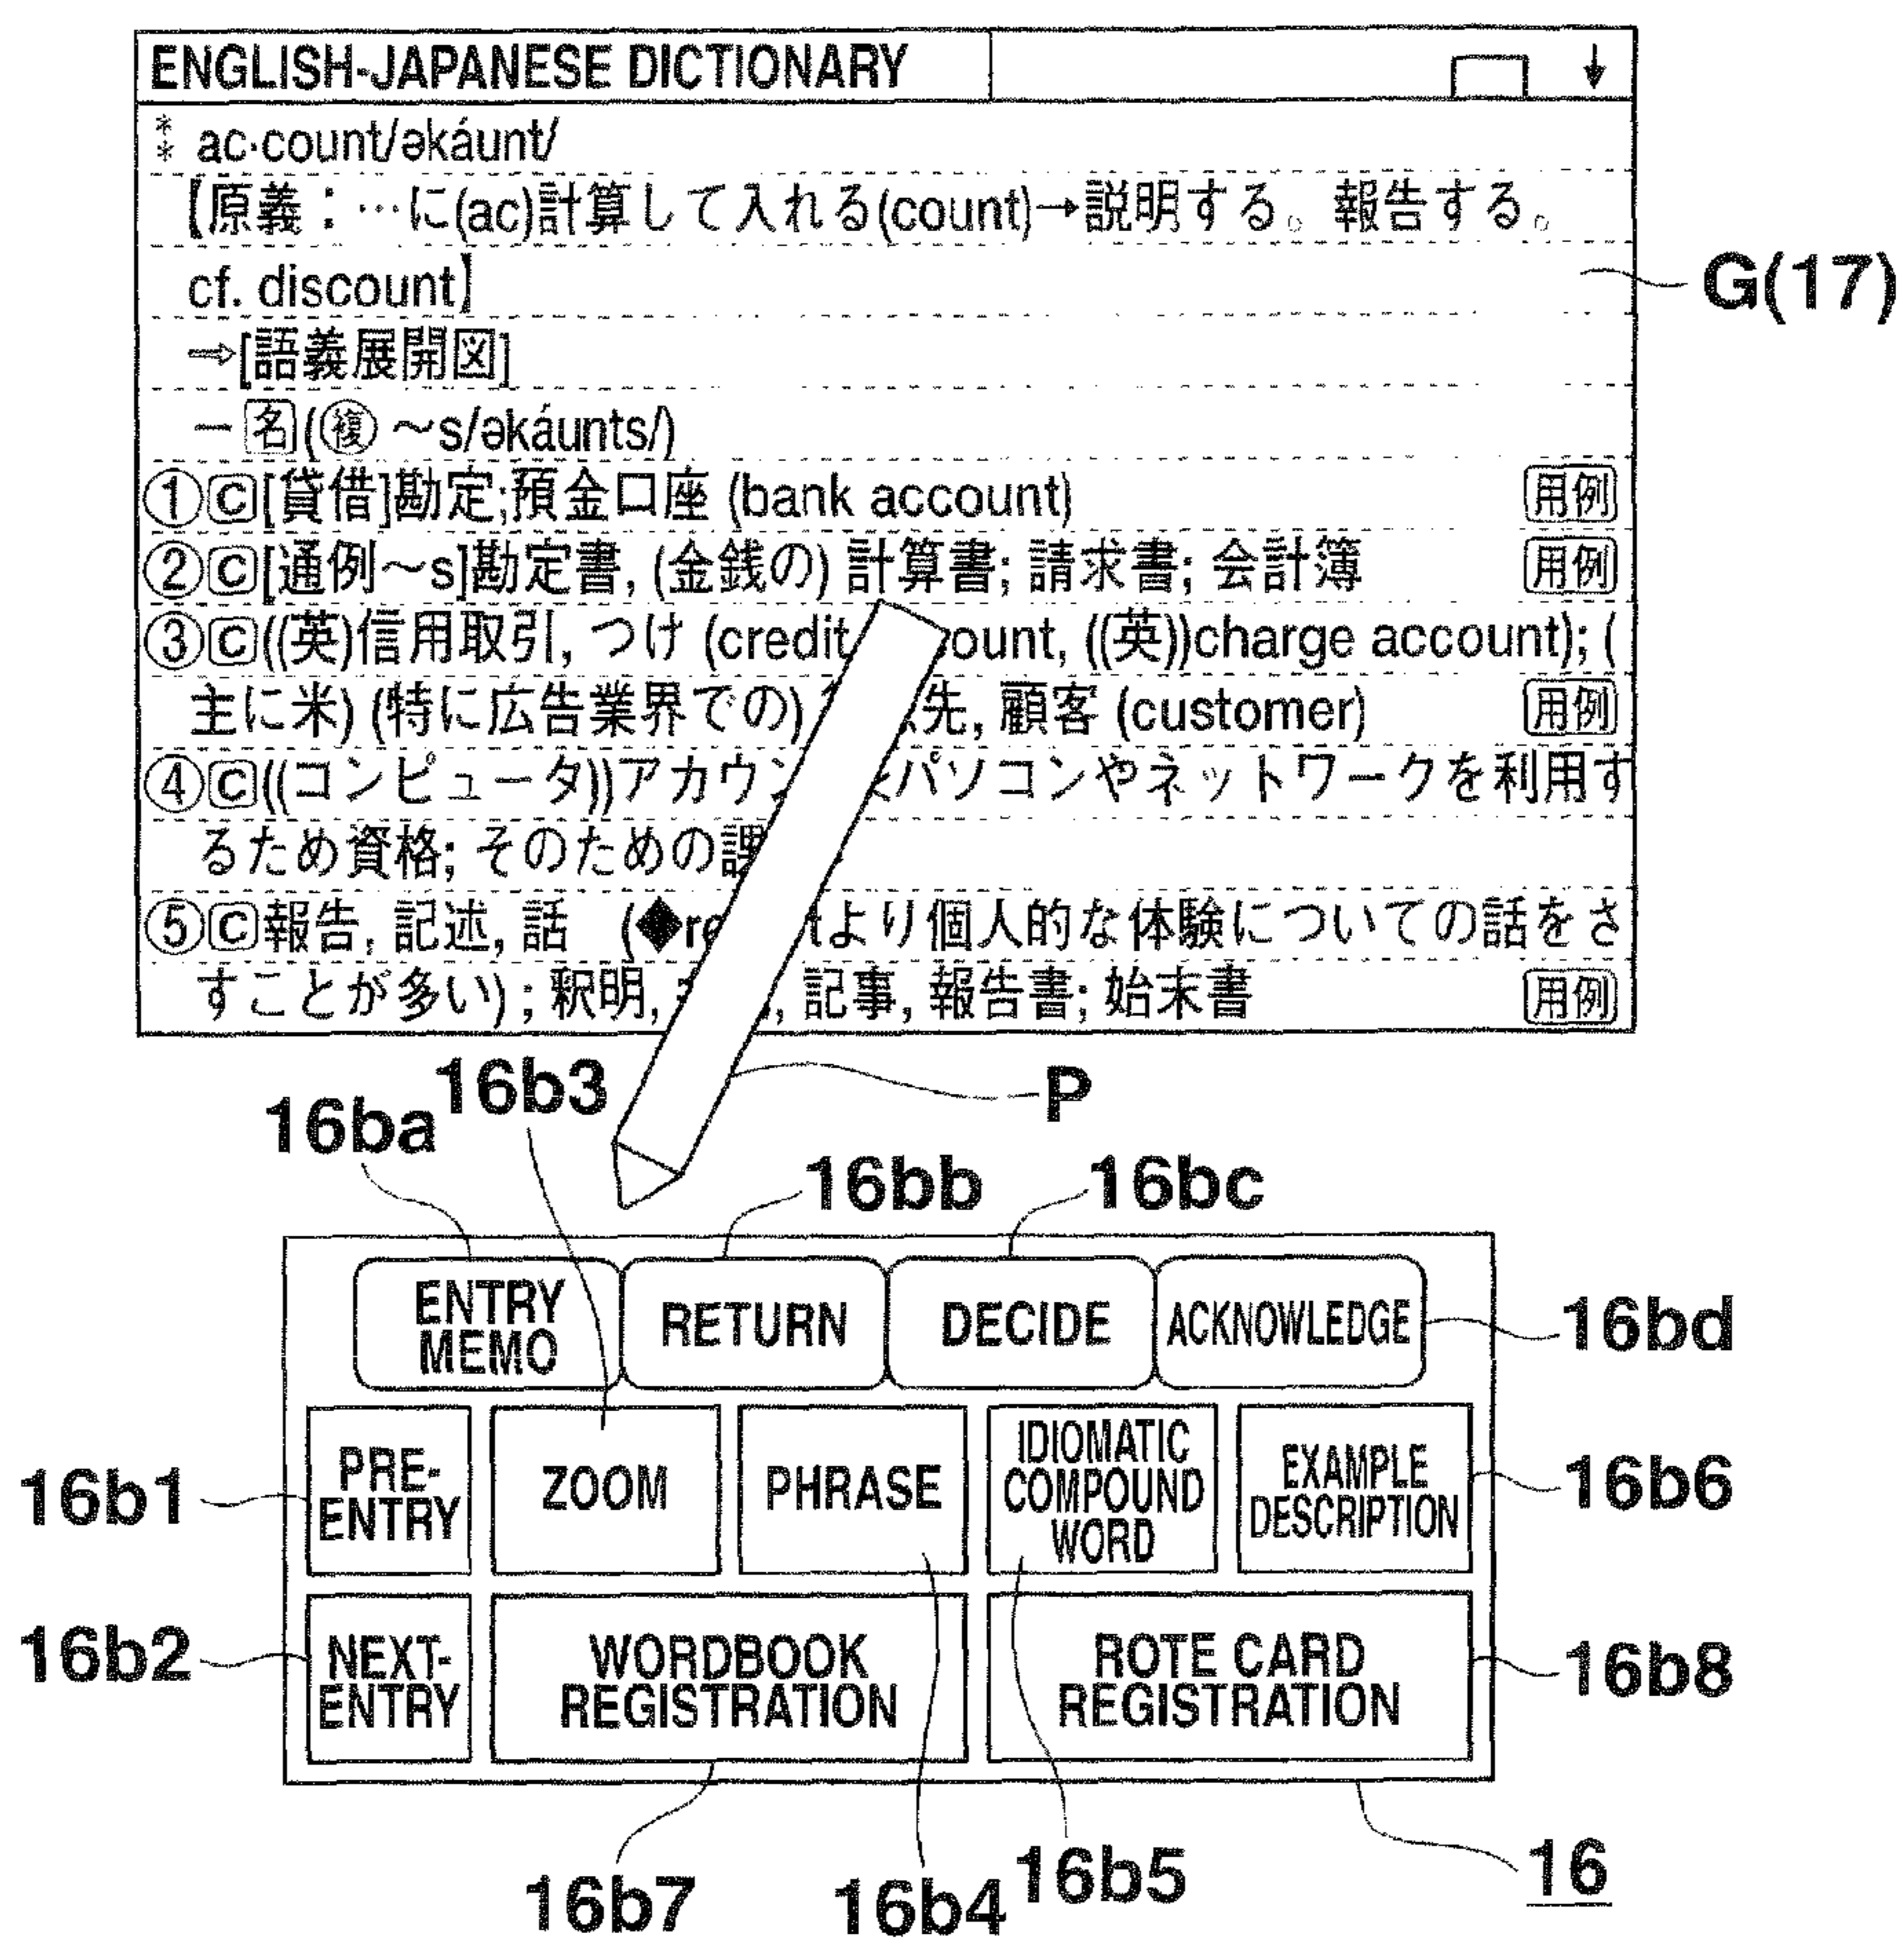 ENGLISH-JAPANESE DICTIONARY ↓
** ac·count/əkáunt/
【原義：…に(ac)計算して入れる(count)→説明する。報告する。
cf. discount】
⇒[語義展開図]
― 名(複 ～s/əkáunts/)
①C[貸借]勘定;預金口座 (bank account) 用例
②C[通例～s]勘定書, (金銭の) 計算書; 請求書; 会計簿 用例
③C((英)信用取引, つけ (credit ount, ((英))charge account); (
主に米) (特に広告業界での) 先, 顧客 (customer) 用例
④C((コンピュータ))アカウン パソコンやネットワークを利用す
るため資格; そのための課
⑤C報告, 記述, 話 (◆re より個人的な体験についての話をさ
すことが多い) ; 釈明, , 記事, 報告書; 始末書 用例
G(17)
P
16b3
16ba
16bb
16bc
ENTRY
MEMO
RETURN
DECIDE
ACKNOWLEDGE
16bd
16b1
PRE-
ENTRY
ZOOM
PHRASE
IDIOMATIC
COMPOUND
WORD
EXAMPLE
DESCRIPTION
16b6
16b2
NEXT-
ENTRY
WORDBOOK
REGISTRATION
ROTE CARD
REGISTRATION
16b8
16b7
16b4
16b5
16